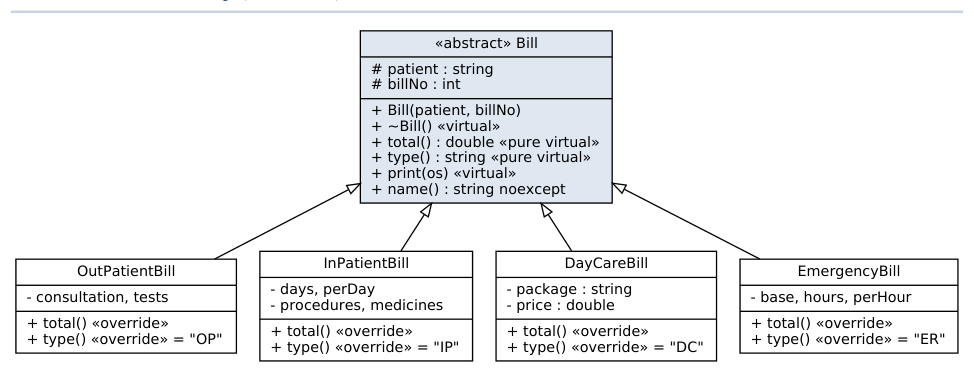 «abstract» Bill
# patient : string
# billNo : int
+ Bill(patient, billNo)
+ ~Bill() «virtual»
+ total() : double «pure virtual»
+ type() : string «pure virtual»
+ print(os) «virtual»
+ name() : string noexcept
OutPatientBill
- consultation, tests
+ total() «override»
+ type() «override» = "OP"
InPatientBill
- days, perDay
- procedures, medicines
+ total() «override»
+ type() «override» = "IP"
DayCareBill
- package : string
- price : double
+ total() «override»
+ type() «override» = "DC"
EmergencyBill
- base, hours, perHour
+ total() «override»
+ type() «override» = "ER"